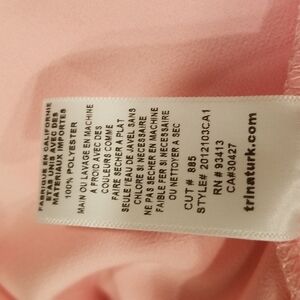 FABRIQUE EN CALIFORNIE
ETAS UNIS AVEC DES
MATERIAUX IMPORTES
100% POLYESTER
MAIN OU LAVAGE EN MACHINE
A FROID AVEC DES
COULEURS COMME
FAIRE SECHER A PLAT
SEULE l'EAU DE JAVEL SANS
CHLORE SI NECESSAIRE
NE PAS SECHER EN MACHINE
FAIBLE FER SI NECESSAIRE
OU NETTOYER A SEC
CUT# 885
STYLE# 2012103CA1
RN # 93413
CA#30427
trinaturk.com